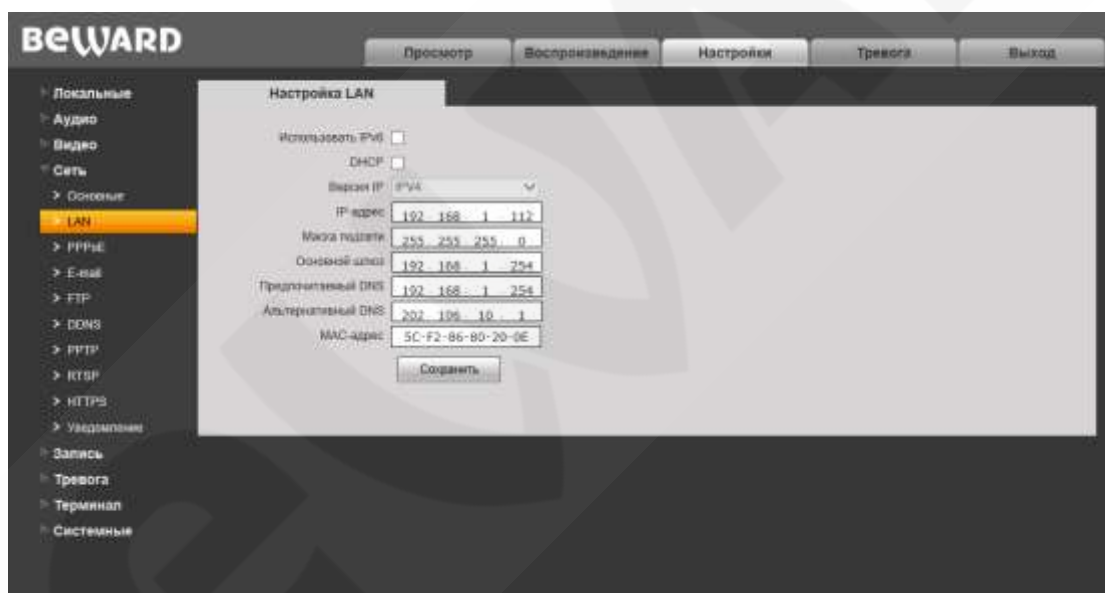 BEWARD
Просмотр Воспроизведение Настройки Тревога Выход
Локальные
Аудио
Видео
Сеть
Основные
LAN
PPPoE
E-mail
FTP
DDNS
PPTP
RTSP
HTTPS
Уведомление
Запись
Тревога
Терминал
Системные
Настройка LAN
Использовать IPv6
DHCP
Версия IP IPV4
IP-адрес 192 . 168 . 1 . 112
Маска подсети 255 . 255 . 255 . 0
Основной шлюз 192 . 168 . 1 . 254
Предпочитаемый DNS 192 . 168 . 1 . 254
Альтернативный DNS 202 . 106 . 10 . 1
MAC-адрес 5C-F2-86-80-20-0E
Сохранить